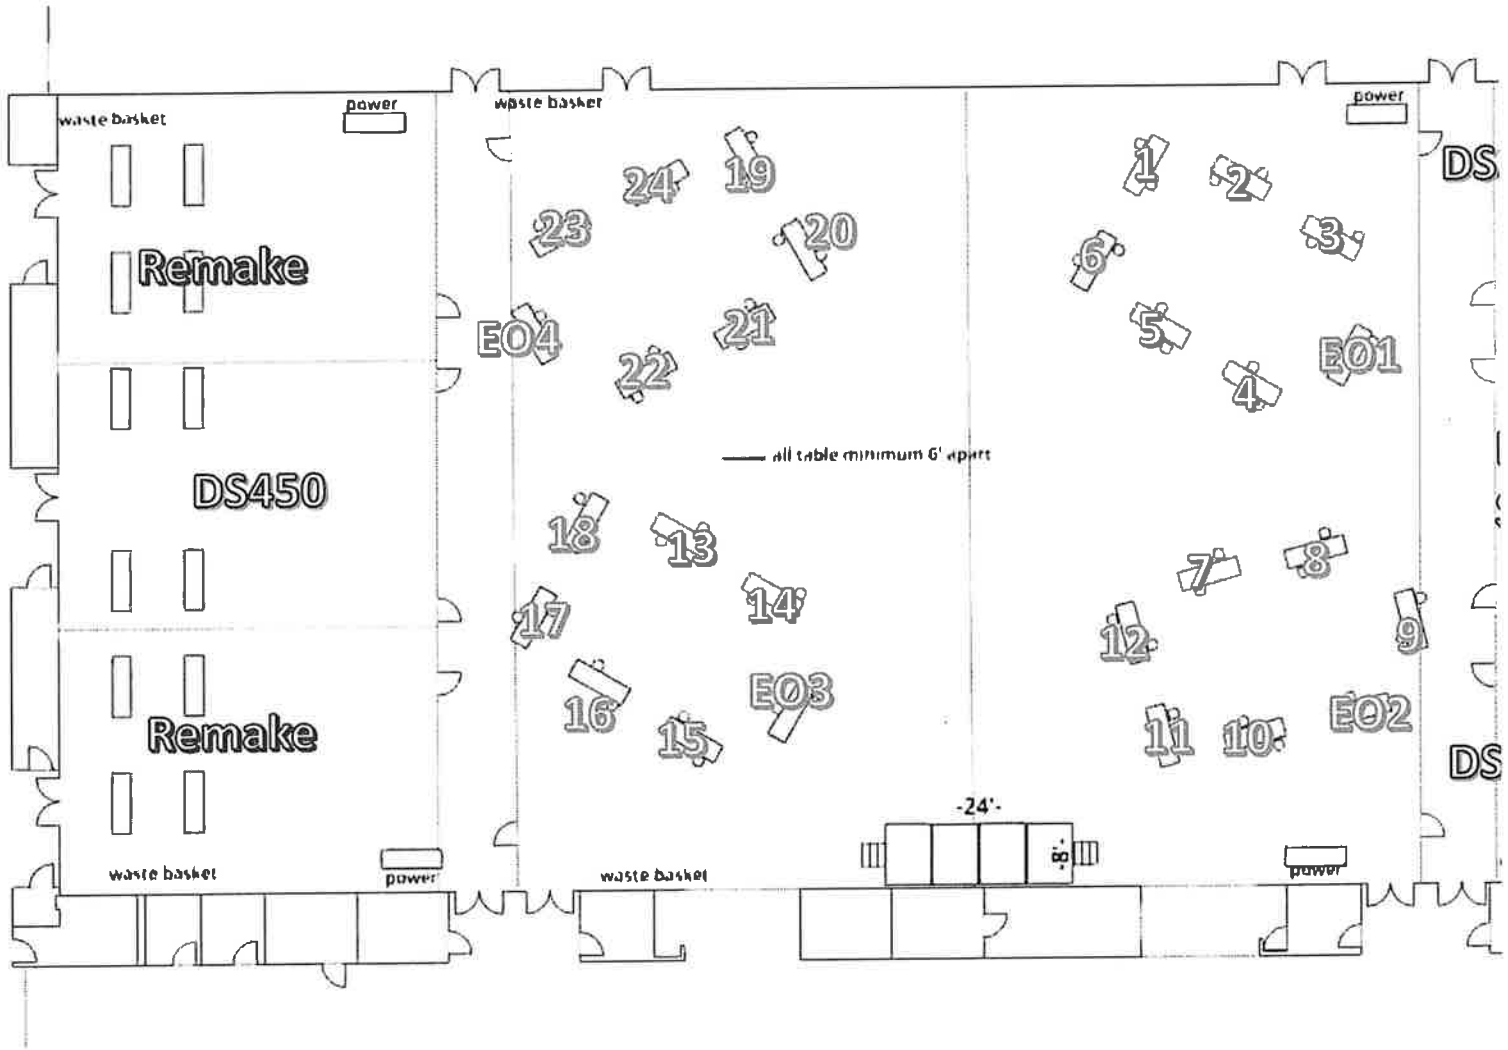 power
waste basket
power
waste basket
DS
1
2
19
24
3
23
20
6
Remake
5
21
EO4
EO1
22
4
all table minimum 6' apart
DS450
18
13
7
8
14
17
12
9
EO3
16
EO2
Remake
15
11
10
DS
-24'-
-8'-
waste basket
power
waste basket
power